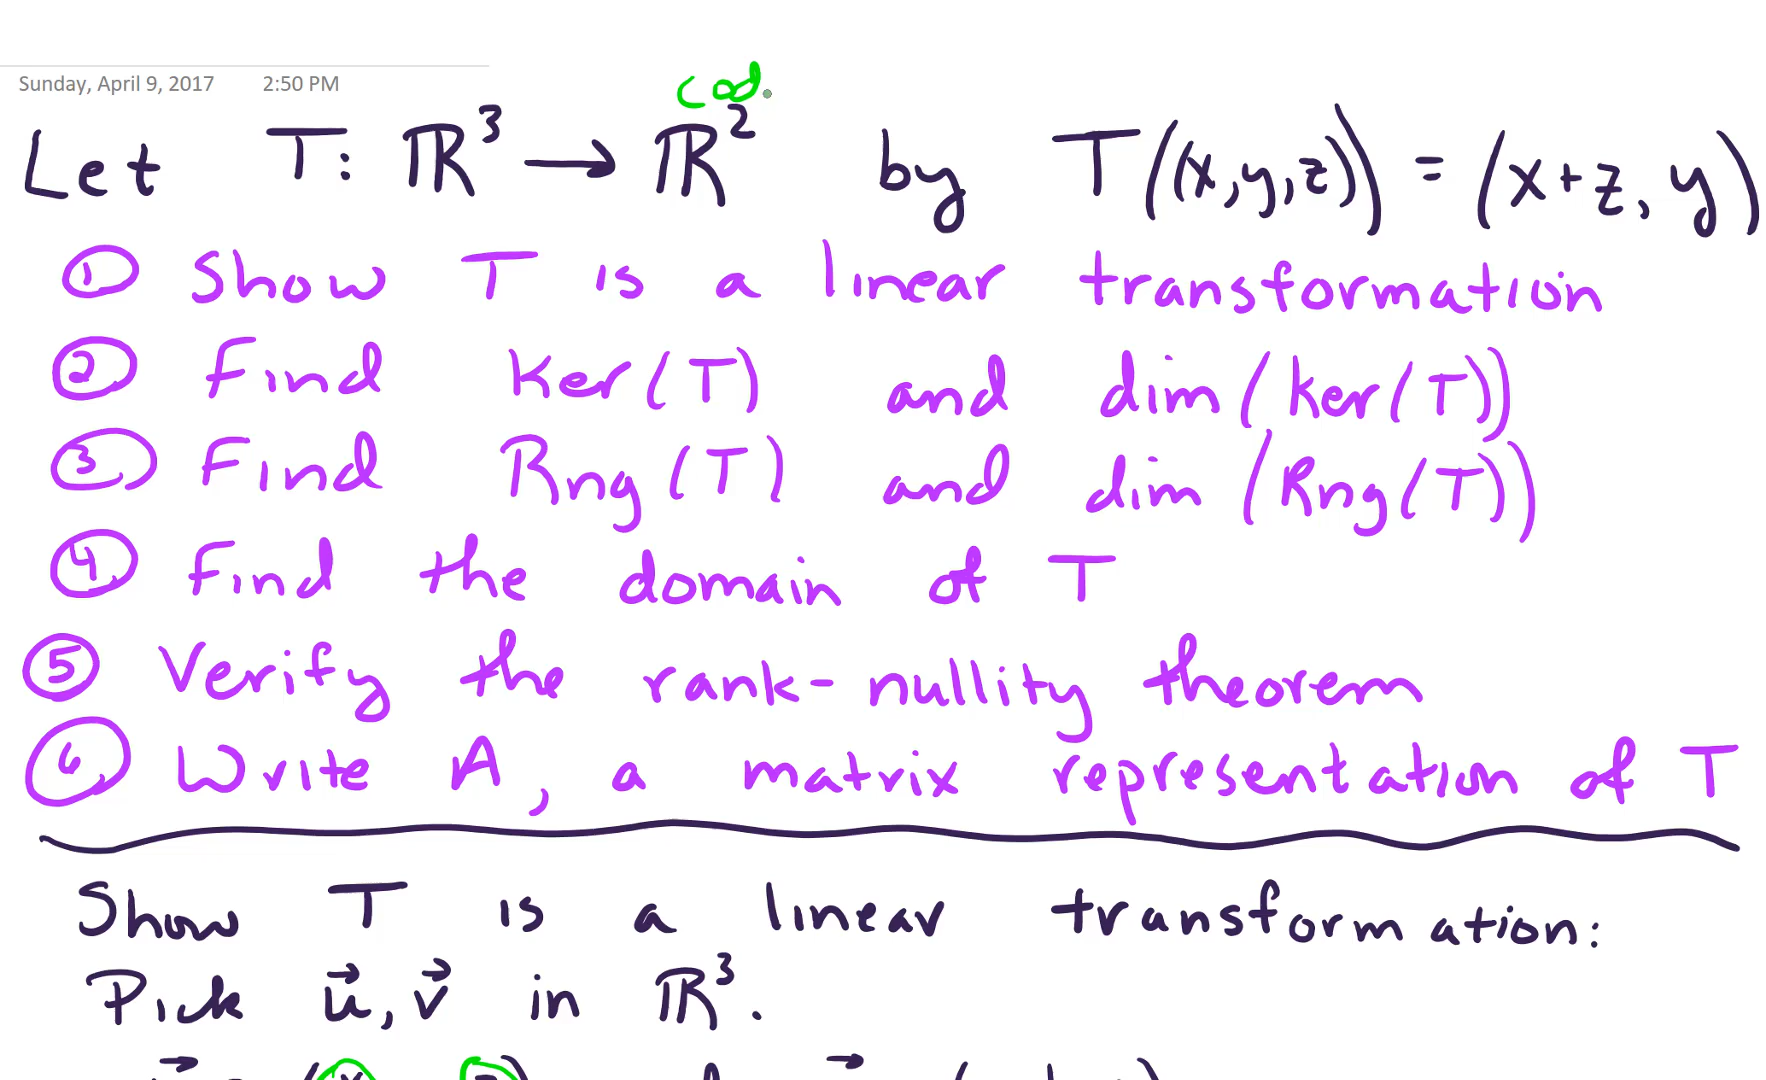 Sunday, April 9, 2017 2:50 PM
cod.
Let T: ℝ³ → ℝ² by T((x,y,z)) = (x+z, y)
① Show T is a linear transformation
② Find Ker(T) and dim(ker(T))
③ Find Rng(T) and dim(Rng(T))
④ Find the domain of T
⑤ Verify the rank-nullity theorem
⑥ Write A, a matrix representation of T
Show T is a linear transformation:
Pick u⃗, v⃗ in ℝ³.